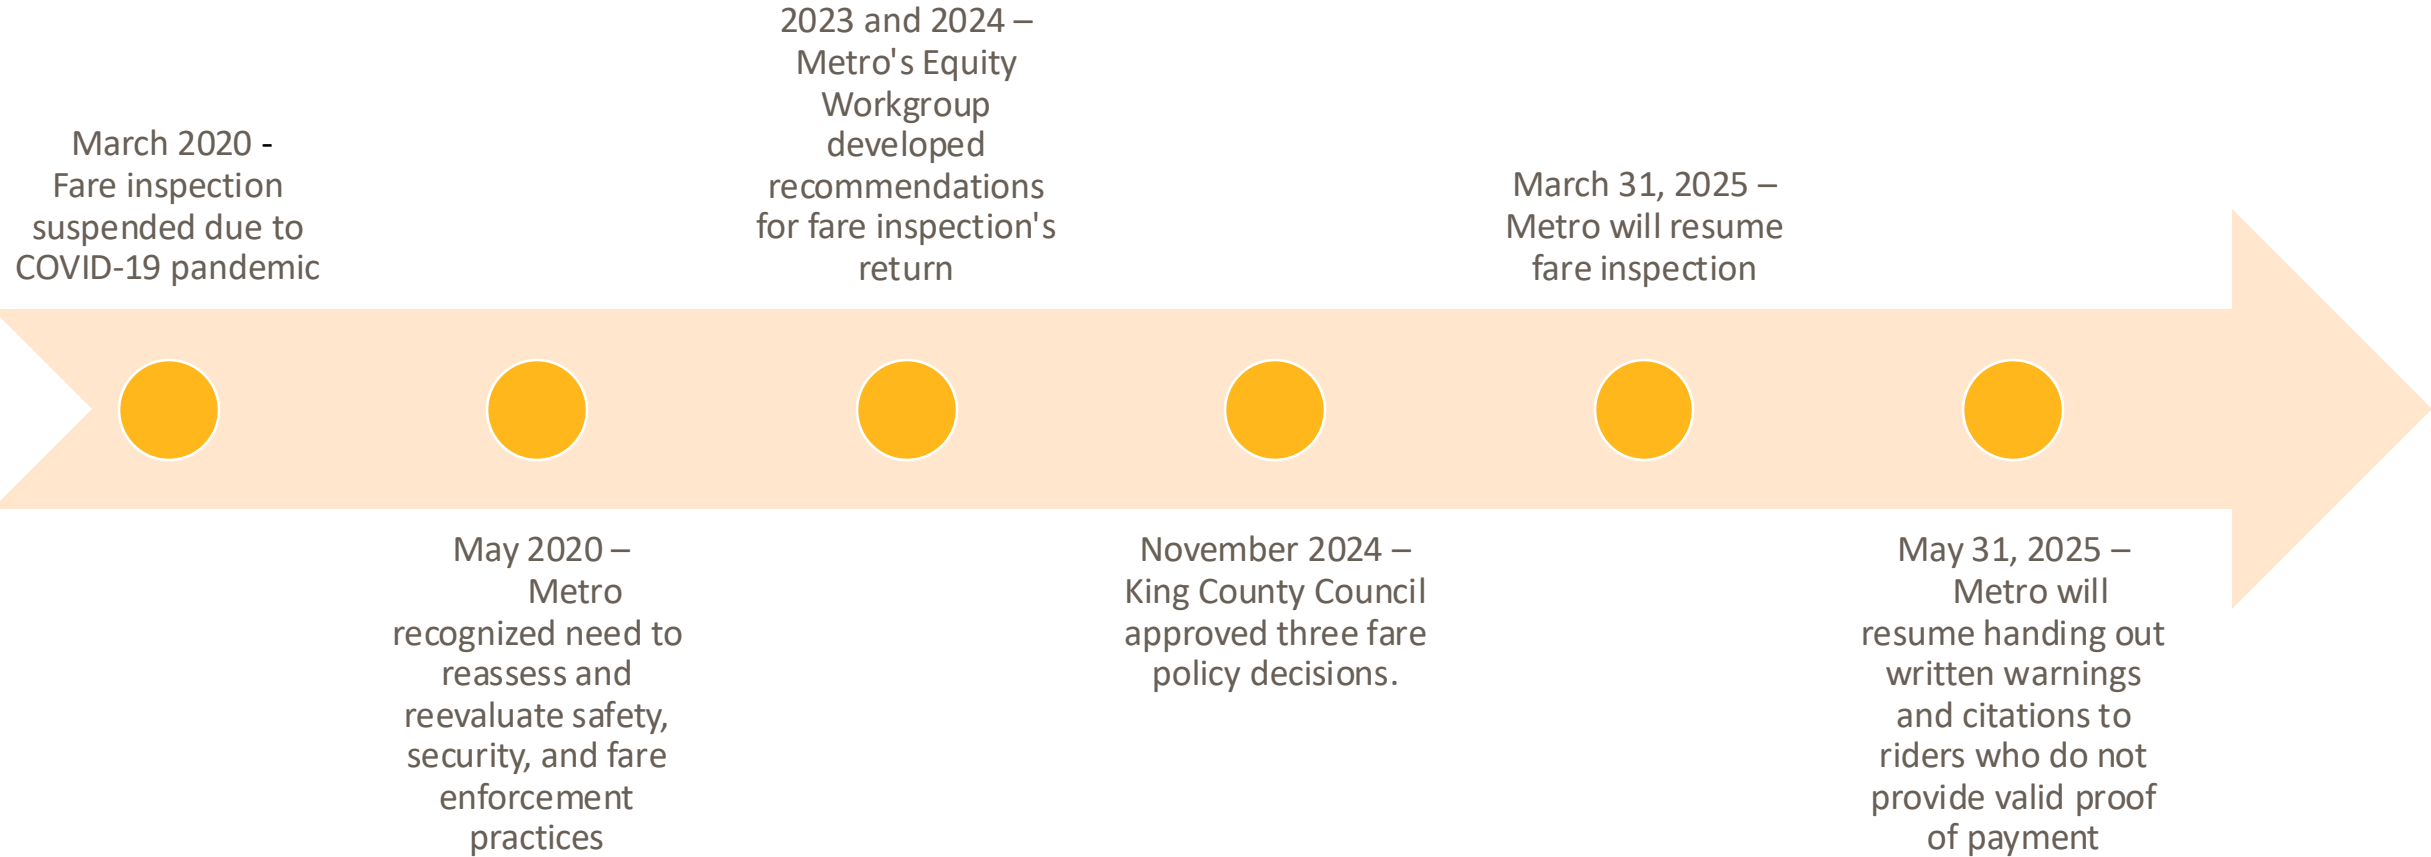 March 2020 -
Fare inspection
suspended due to
COVID-19 pandemic
May 2020 –
Metro
recognized need to
reassess and
reevaluate safety,
security, and fare
enforcement
practices
2023 and 2024 –
Metro's Equity
Workgroup
developed
recommendations
for fare inspection's
return
November 2024 –
King County Council
approved three fare
policy decisions.
March 31, 2025 –
Metro will resume
fare inspection
May 31, 2025 –
Metro will
resume handing out
written warnings
and citations to
riders who do not
provide valid proof
of payment